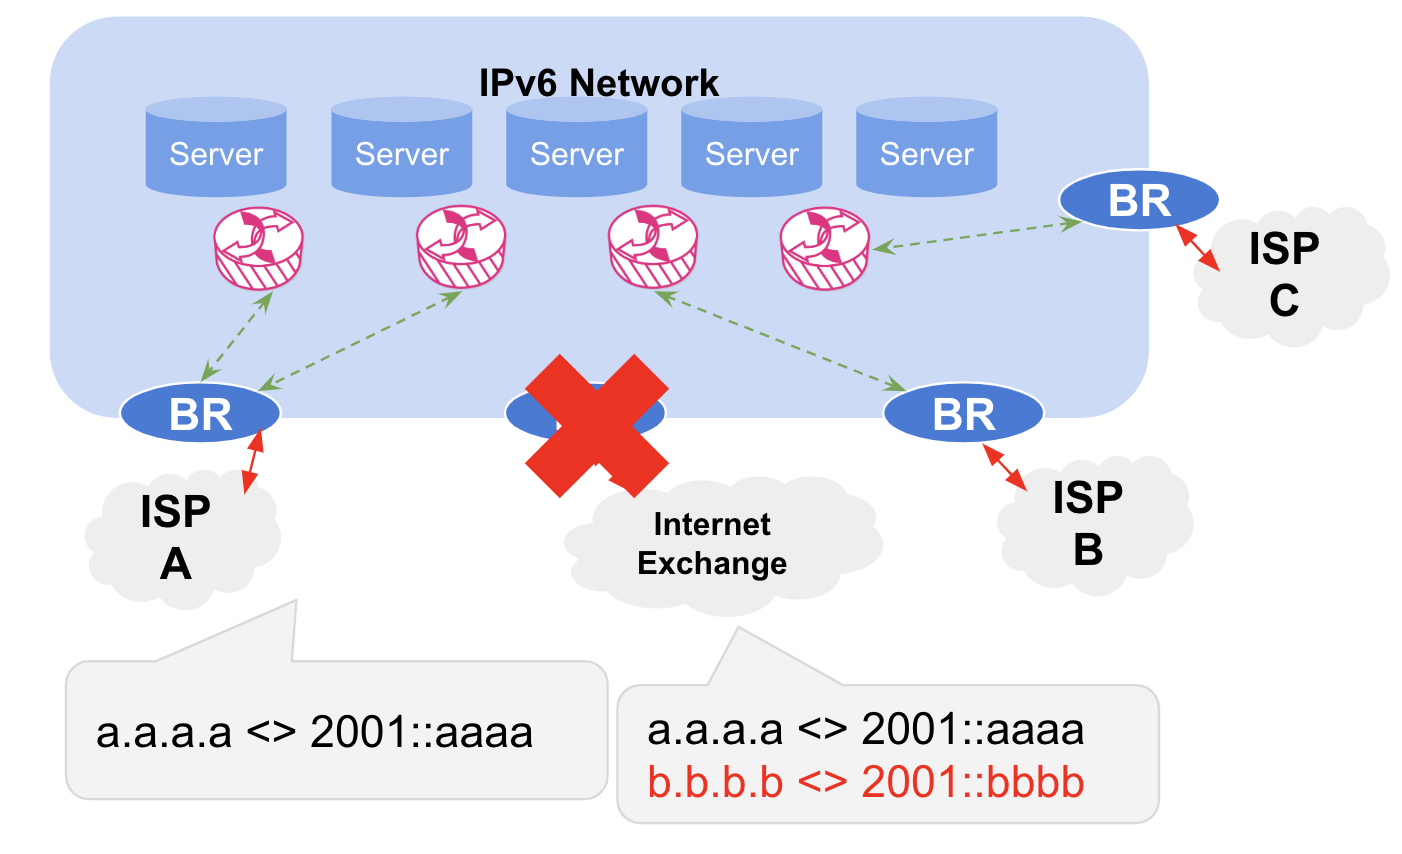 IPv6 Network
Server
Server
Server
Server
Server
BR
ISP
C
BR
BR
ISP
A
Internet
Exchange
ISP
B
a.a.a.a <> 2001::aaaa
a.a.a.a <> 2001::aaaa
b.b.b.b <> 2001::bbbb